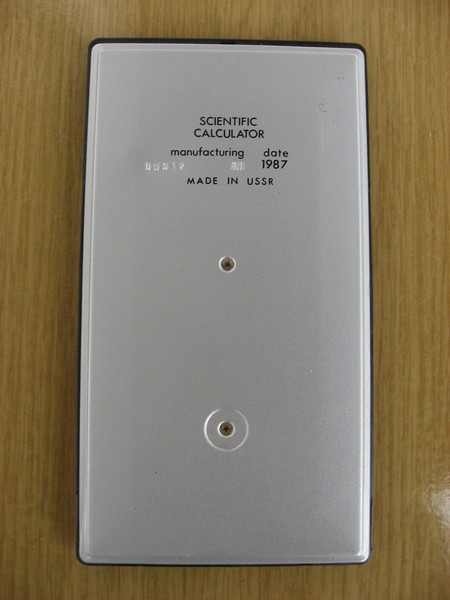 SCIENTIFIC
CALCULATOR
manufacturing date
1987
MADE IN USSR